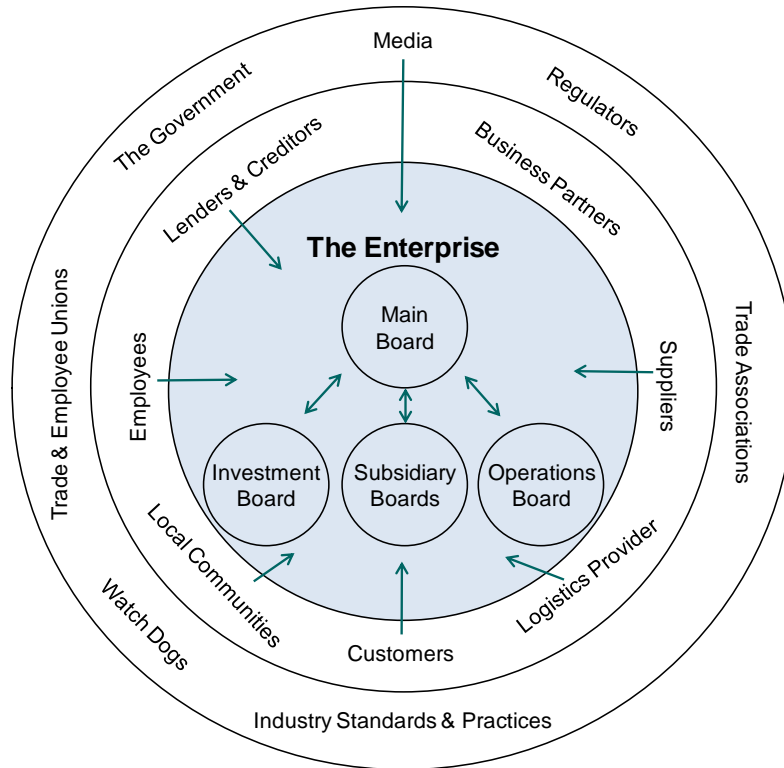 Media
The Government
Regulators
Lenders & Creditors
Business Partners
The Enterprise
Main
Board
Trade & Employee Unions
Employees
Suppliers
Trade Associations
Investment
Board
Subsidiary
Boards
Operations
Board
Local Communities
Logistics Provider
Watch Dogs
Customers
Industry Standards & Practices